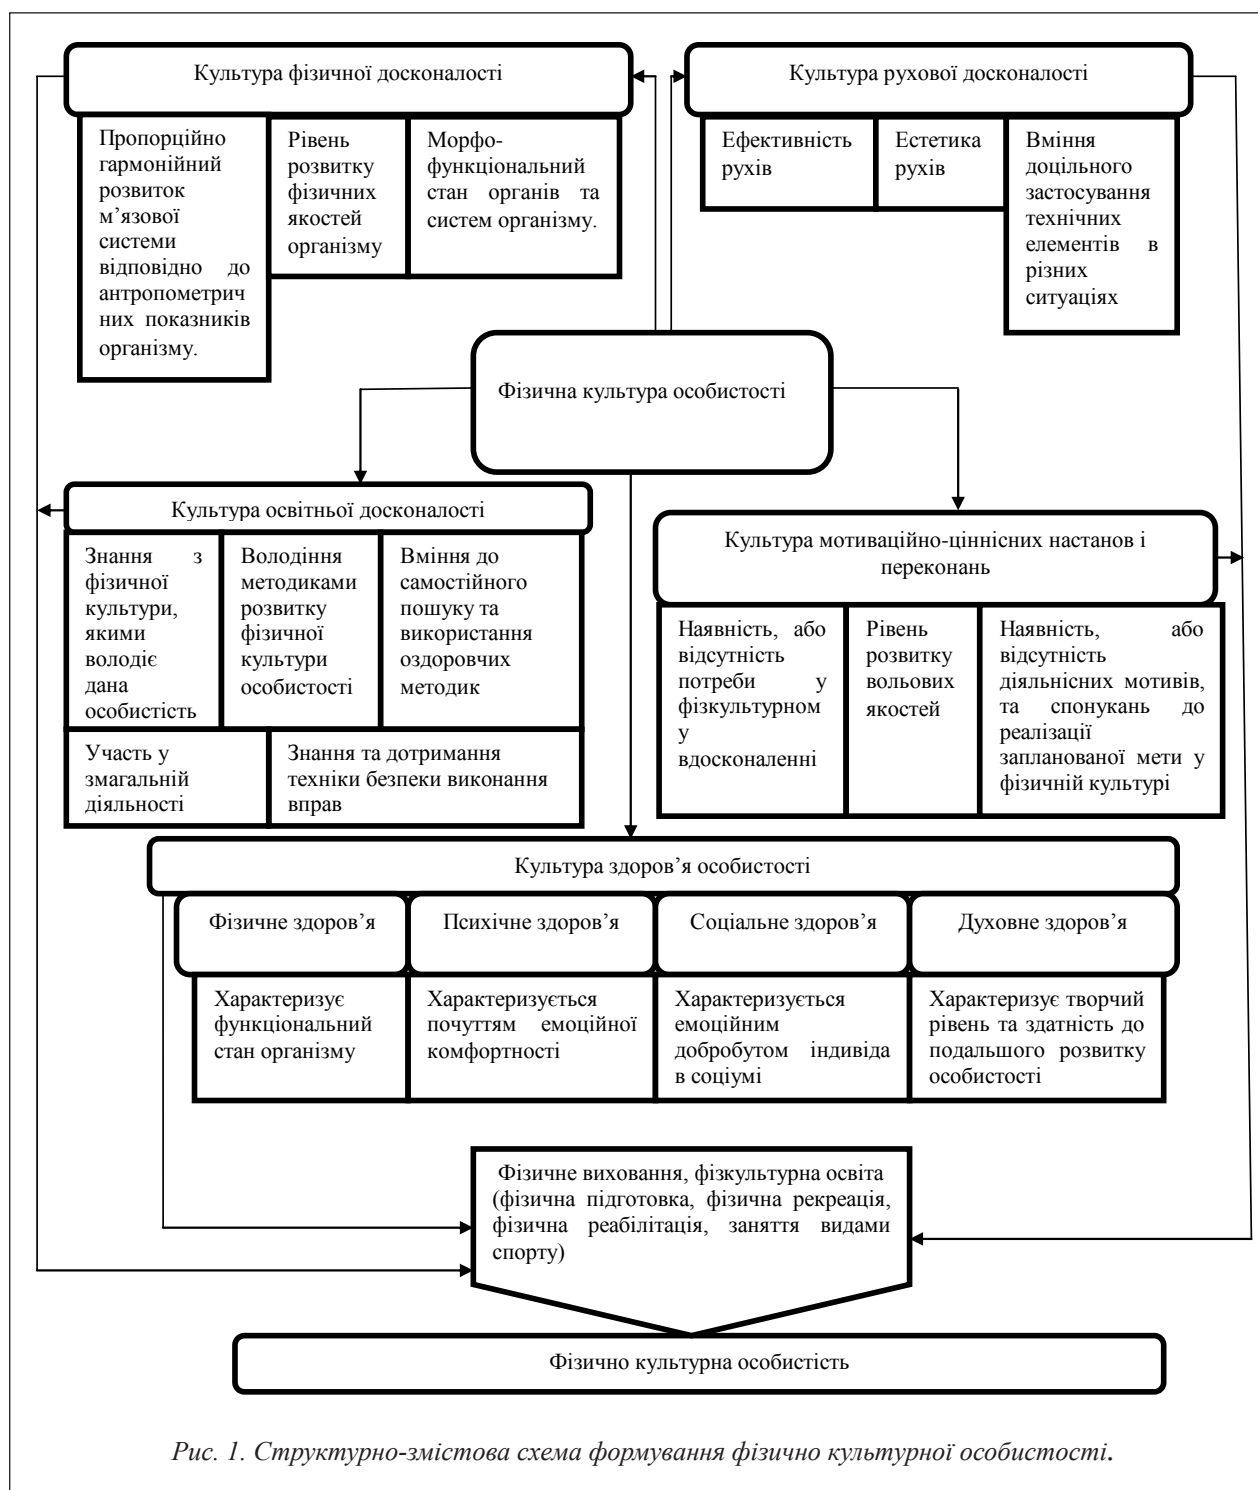 Культура фізичної досконалості
Культура рухової досконалості
Пропорційно
гармонійний
розвиток
м’язової
системи
відповідно до
антропометрич
них показників
організму.
Рівень
розвитку
фізичних
якостей
організму
Морфо-
функціональний
стан органів та
систем організму.
Ефективність
рухів
Естетика
рухів
Вміння
доцільного
застосування
технічних
елементів в
різних
ситуаціях
Фізична культура особистості
Культура освітньої досконалості
Знання з
фізичної
культури,
якими
володіє
дана
особистість
Володіння
методиками
розвитку
фізичної
культури
особистості
Вміння до
самостійного
пошуку та
використання
оздоровчих
методик
Участь у
змагальній
діяльності
Знання та дотримання
техніки безпеки виконання
вправ
Культура мотиваційно-ціннісних настанов і
переконань
Наявність, або
відсутність
потреби у
фізкультурном
у
вдосконаленні
Рівень
розвитку
вольових
якостей
Наявність, або
відсутність
діяльнісних мотивів,
та спонукань до
реалізації
запланованої мети у
фізичній культурі
Культура здоров’я особистості
Фізичне здоров’я
Психічне здоров’я
Соціальне здоров’я
Духовне здоров’я
Характеризує
функціональний
стан організму
Характеризується
почуттям емоційної
комфортності
Характеризується
емоційним
добробутом індивіда
в соціумі
Характеризує творчий
рівень та здатність до
подальшого розвитку
особистості
Фізичне виховання, фізкультурна освіта
(фізична підготовка, фізична рекреація,
фізична реабілітація, заняття видами
спорту)
Фізично культурна особистість
Рис. 1. Структурно-змістова схема формування фізично культурної особистості.